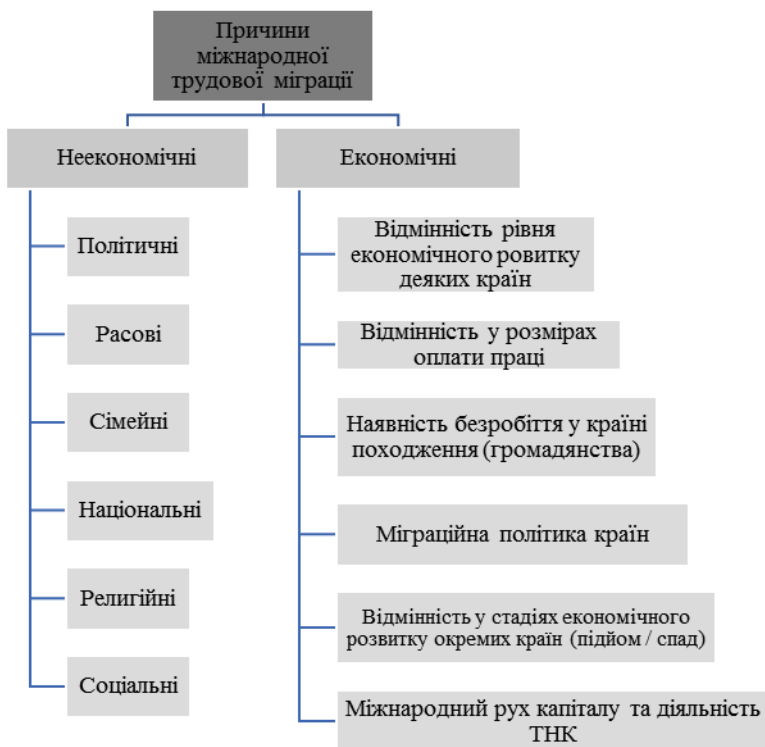 Причини
міжнародної
трудової міграції
Неекономічні
Політичні
Расові
Сімейні
Національні
Религійні
Соціальні
Економічні
Відмінність рівня
економічного ровитку
деяких країн
Відмінність у розмірах
оплати праці
Наявність безробіття у країні
походження (громадянства)
Міграційна політика країн
Відмінність у стадіях економічного
розвитку окремих країн (підйом / спад)
Міжнародний рух капіталу та діяльність
ТНК